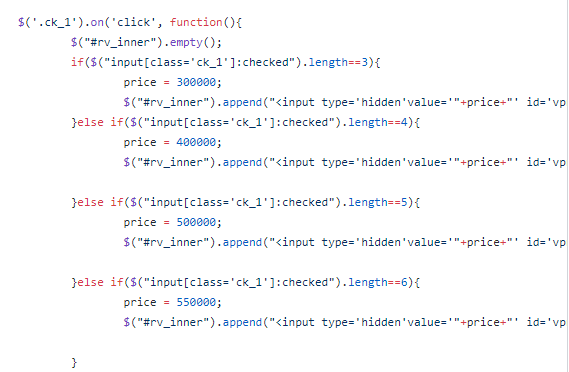 $('.ck_1').on('click', function(){
$("#rv_inner").empty();
if($("input[class='ck_1']:checked").length==3){
price = 300000;
$("#rv_inner").append("<input type='hidden'value='"+price+"' id='vp
}else if($("input[class='ck_1']:checked").length==4){
price = 400000;
$("#rv_inner").append("<input type='hidden'value='"+price+"' id='vp
}else if($("input[class='ck_1']:checked").length==5){
price = 500000;
$("#rv_inner").append("<input type='hidden'value='"+price+"' id='vp
}else if($("input[class='ck_1']:checked").length==6){
price = 550000;
$("#rv_inner").append("<input type='hidden'value='"+price+"' id='vp
}